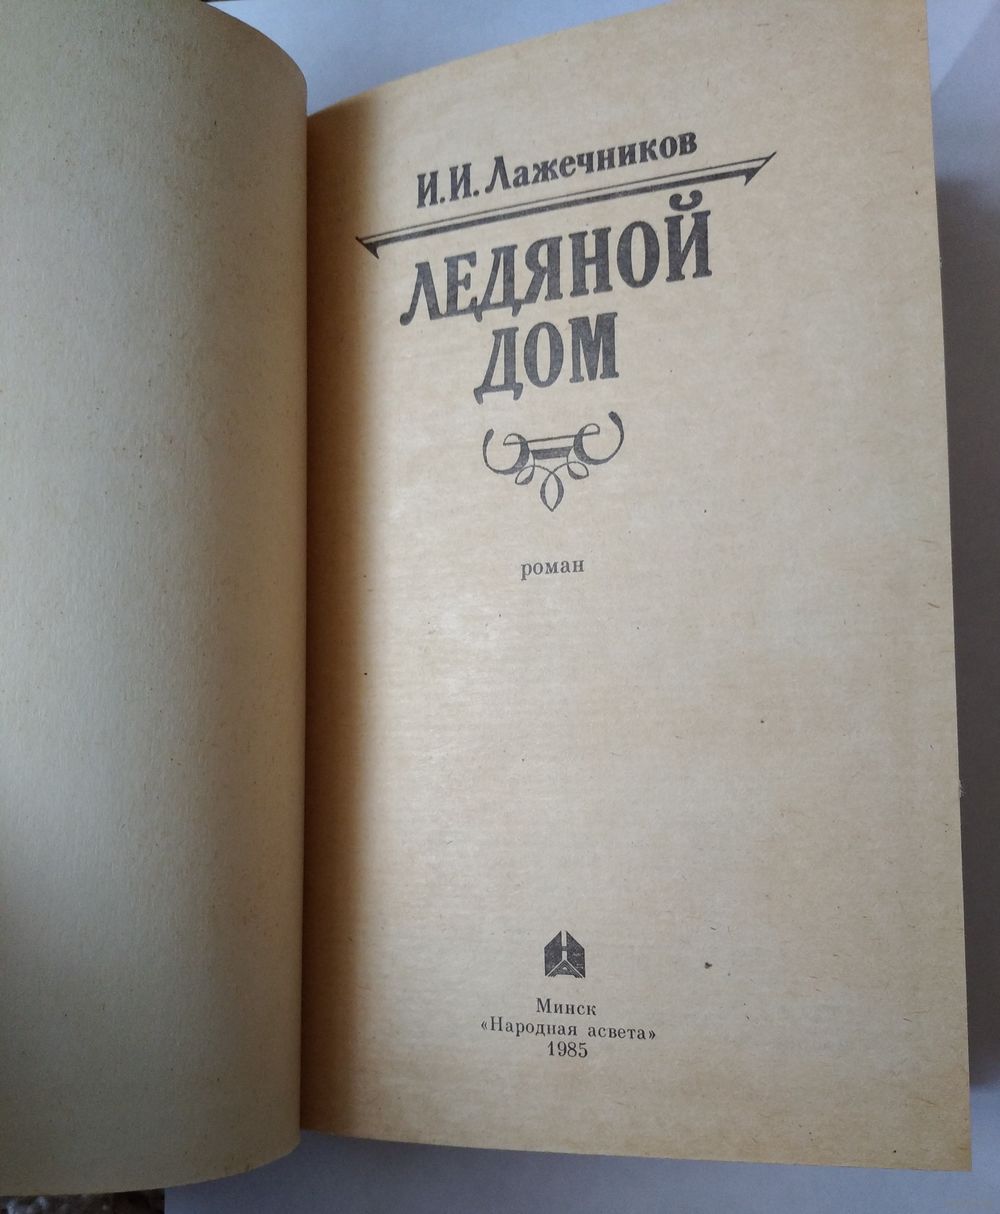 И.И. Лажечников
ЛЕДЯНОЙ
ДОМ
роман
Минск
«Народная асвета»
1985